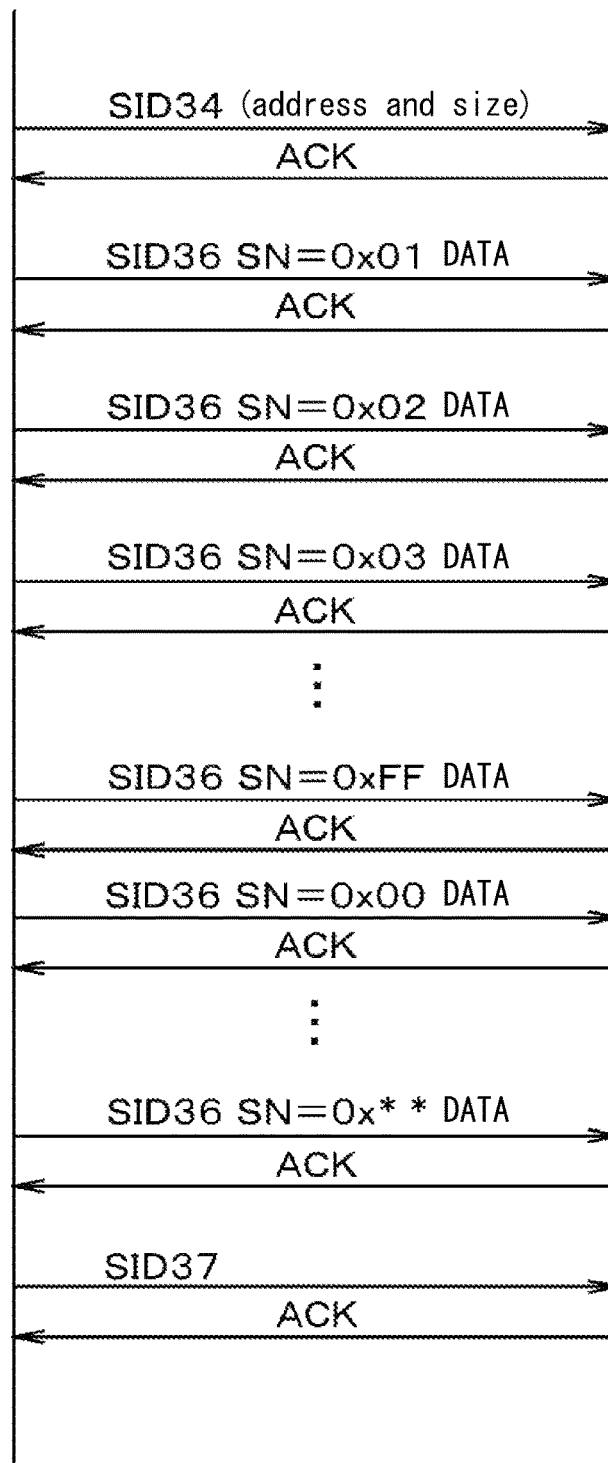 SID34 (address and size)
ACK
SID36 SN=0x01 DATA
ACK
SID36 SN=0x02 DATA
ACK
SID36 SN=0x03 DATA
ACK
SID36 SN=0xFF DATA
ACK
SID36 SN=0x00 DATA
ACK
SID36 SN=0x** DATA
ACK
SID37
ACK